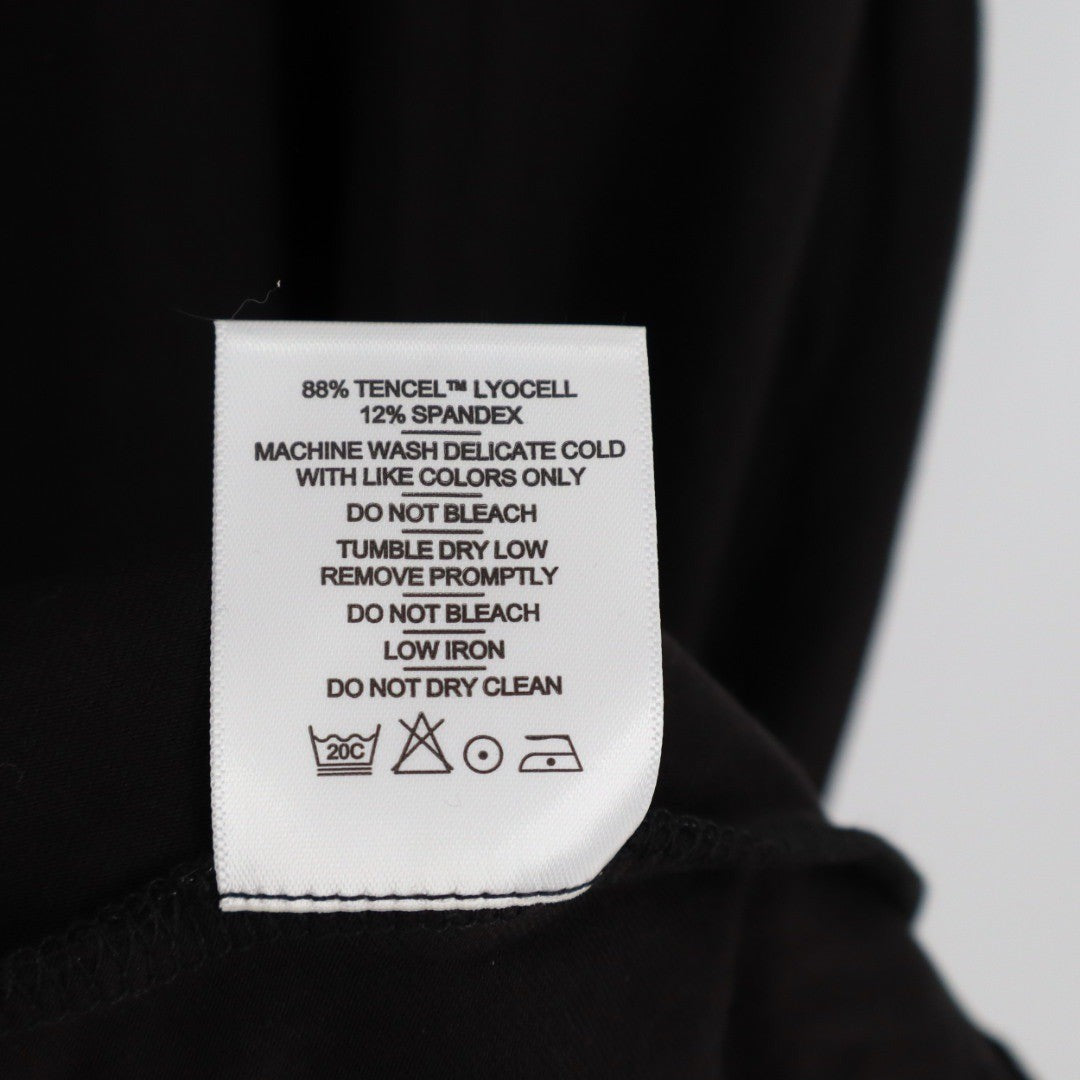 88% TENCEL™ LYOCELL
12% SPANDEX
MACHINE WASH DELICATE COLD
WITH LIKE COLORS ONLY
DO NOT BLEACH
TUMBLE DRY LOW
REMOVE PROMPTLY
DO NOT BLEACH
LOW IRON
DO NOT DRY CLEAN
20C